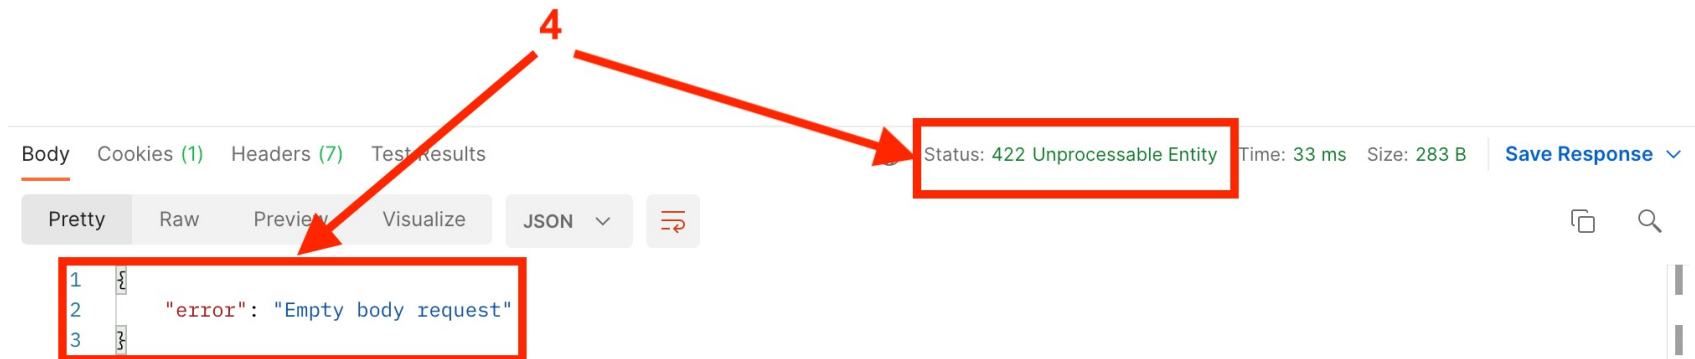 4
Body Cookies (1) Headers (7) Test Results Status: 422 Unprocessable Entity Time: 33 ms Size: 283 B Save Response
Pretty Raw Preview Visualize JSON
1 {
2 "error": "Empty body request"
3 }